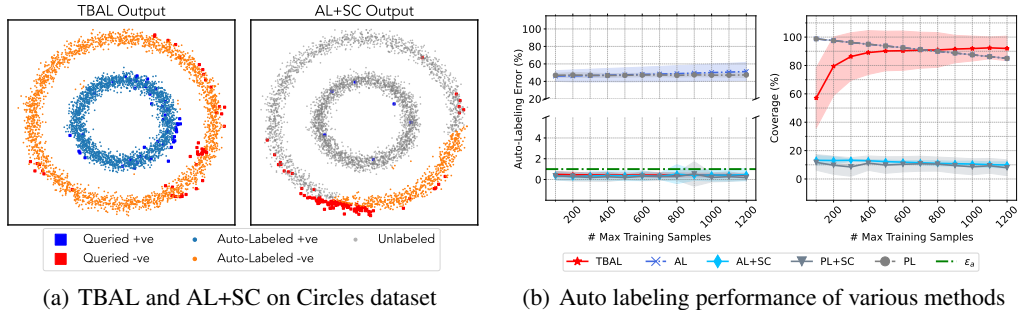 TBAL Output
AL+SC Output
Queried +ve
Queried -ve
Auto-Labeled +ve
Auto-Labeled -ve
Unlabeled
(a) TBAL and AL+SC on Circles dataset
Auto-Labeling Error (%)
100
80
60
40
20
4
2
0
200
400
600
800
1000
1200
# Max Training Samples
Coverage (%)
100
80
60
40
20
0
200
400
600
800
1000
1200
# Max Training Samples
TBAL
AL
AL+SC
PL+SC
PL
εa
(b) Auto labeling performance of various methods